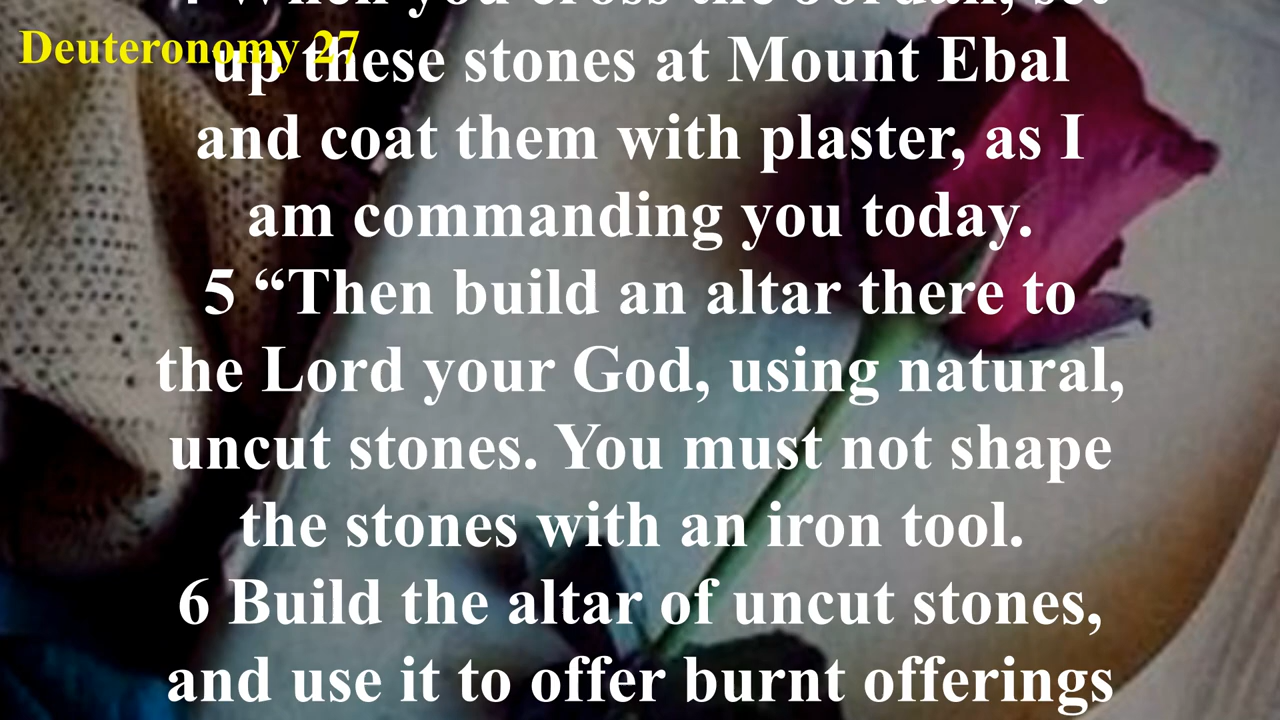 4 When you cross the Jordan, set
Deuteronomy 27
up these stones at Mount Ebal
and coat them with plaster, as I
am commanding you today.
5 “Then build an altar there to
the Lord your God, using natural,
uncut stones. You must not shape
the stones with an iron tool.
6 Build the altar of uncut stones,
and use it to offer burnt offerings